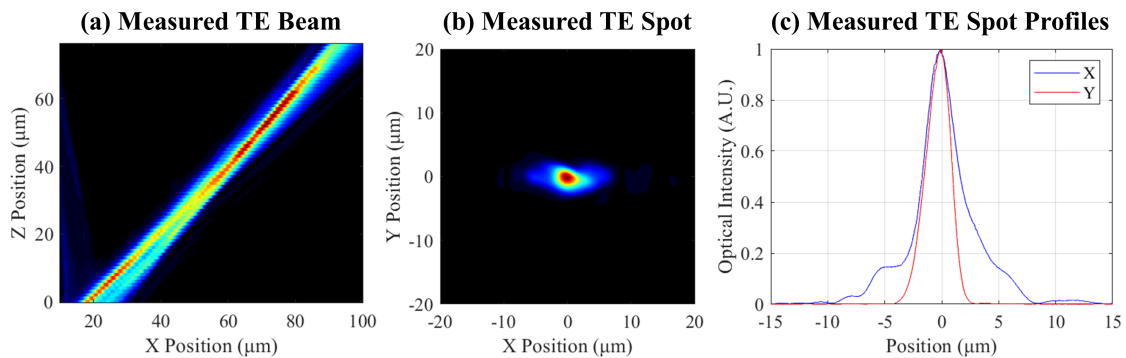 (a) Measured TE Beam
Z Position (μm)
60
40
20
0
20
40
60
80
100
X Position (μm)
(b) Measured TE Spot
Y Position (μm)
20
10
0
-10
-20
-20
-10
0
10
20
X Position (μm)
(c) Measured TE Spot Profiles
Optical Intensity (A.U.)
1
0.8
0.6
0.4
0.2
0
-15
-10
-5
0
5
10
15
Position (μm)
X
Y